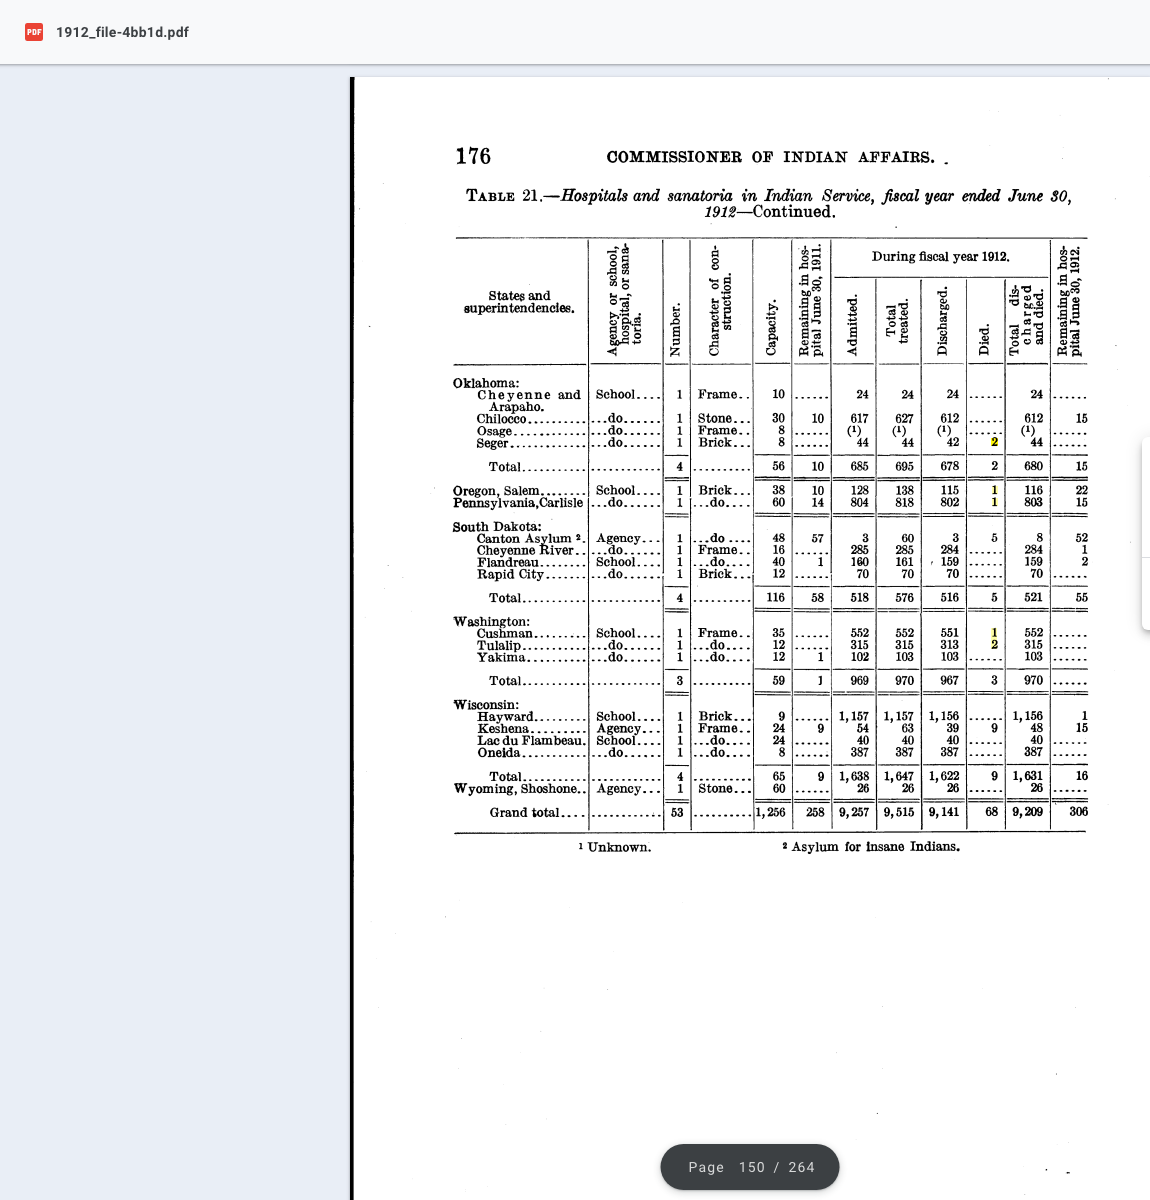 PDF 1912_file-4bb1d.pdf
176 COMMISSIONER OF INDIAN AFFAIRS.
TABLE 21.—Hospitals and sanatoria in Indian Service, fiscal year ended June 30,
1912—Continued.
States and superintendencies. Agency or school, hospital, or sanatoria. Number. Character of construction. Capacity. Remaining in hospital June 30, 1911. During fiscal year 1912. Admitted. Total treated. Discharged. Died. Total discharged and died. Remaining in hospital June 30, 1912.
Oklahoma:
Cheyenne and School.... 1 Frame.. 10 ...... 24 24 24 ...... 24 ......
Arapaho.
Chilocco.......... ...do...... 1 Stone... 30 10 617 627 612 ...... 612 15
Osage............. ...do...... 1 Frame.. 8 ...... (1) (1) (1) ...... (1) ......
Seger............. ...do...... 1 Brick... 8 ...... 44 44 42 2 44 ......
Total............ ............ 4 .......... 56 10 685 695 678 2 680 15
Oregon, Salem........ School.... 1 Brick... 38 10 128 138 115 1 116 22
Pennsylvania, Carlisle ...do...... 1 ...do.... 60 14 804 818 802 1 803 15
South Dakota:
Canton Asylum 2. Agency... 1 ...do .... 48 57 3 60 3 5 8 52
Cheyenne River.. ...do...... 1 Frame.. 16 ...... 285 285 284 ...... 284 1
Flandreau........ School.... 1 ...do.... 40 1 160 161 159 ...... 159 2
Rapid City....... ...do...... 1 Brick... 12 ...... 70 70 70 ...... 70 ......
Total............ ............ 4 .......... 116 58 518 576 516 5 521 55
Washington:
Cushman......... School.... 1 Frame.. 35 ...... 552 552 551 1 552 ......
Tulalip........... ...do...... 1 ...do.... 12 ...... 315 315 313 2 315 ......
Yakima.......... ...do...... 1 ...do.... 12 1 102 103 103 ...... 103 ......
Total............ ............ 3 .......... 59 1 969 970 967 3 970 ......
Wisconsin:
Hayward......... School.... 1 Brick... 9 ...... 1,157 1,157 1,156 ...... 1,156 1
Keshena.......... Agency... 1 Frame.. 24 9 54 63 39 9 48 15
Lac du Flambeau. School.... 1 ...do.... 24 ...... 40 40 40 ...... 40 ......
Oneida........... ...do...... 1 ...do.... 8 ...... 387 387 387 ...... 387 ......
Total............ ............ 4 .......... 65 9 1,638 1,647 1,622 9 1,631 16
Wyoming, Shoshone.. Agency... 1 Stone... 60 ...... 26 26 26 ...... 26 ......
Grand total.... ............ 53 .......... 1,256 258 9,257 9,515 9,141 68 9,209 306
1 Unknown. 2 Asylum for Insane Indians.
Page 150 / 264